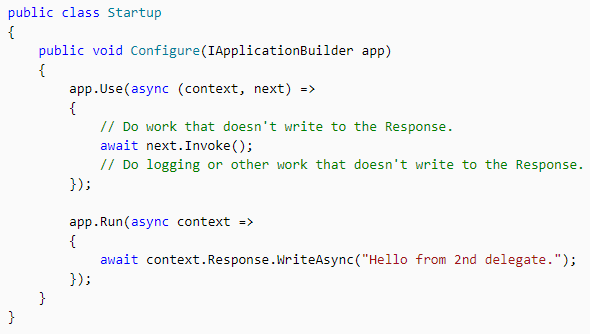 public class Startup
{
    public void Configure(IApplicationBuilder app)
    {
        app.Use(async (context, next) =>
        {
            // Do work that doesn't write to the Response.
            await next.Invoke();
            // Do logging or other work that doesn't write to the Response.
        });

        app.Run(async context =>
        {
            await context.Response.WriteAsync("Hello from 2nd delegate.");
        });
    }
}